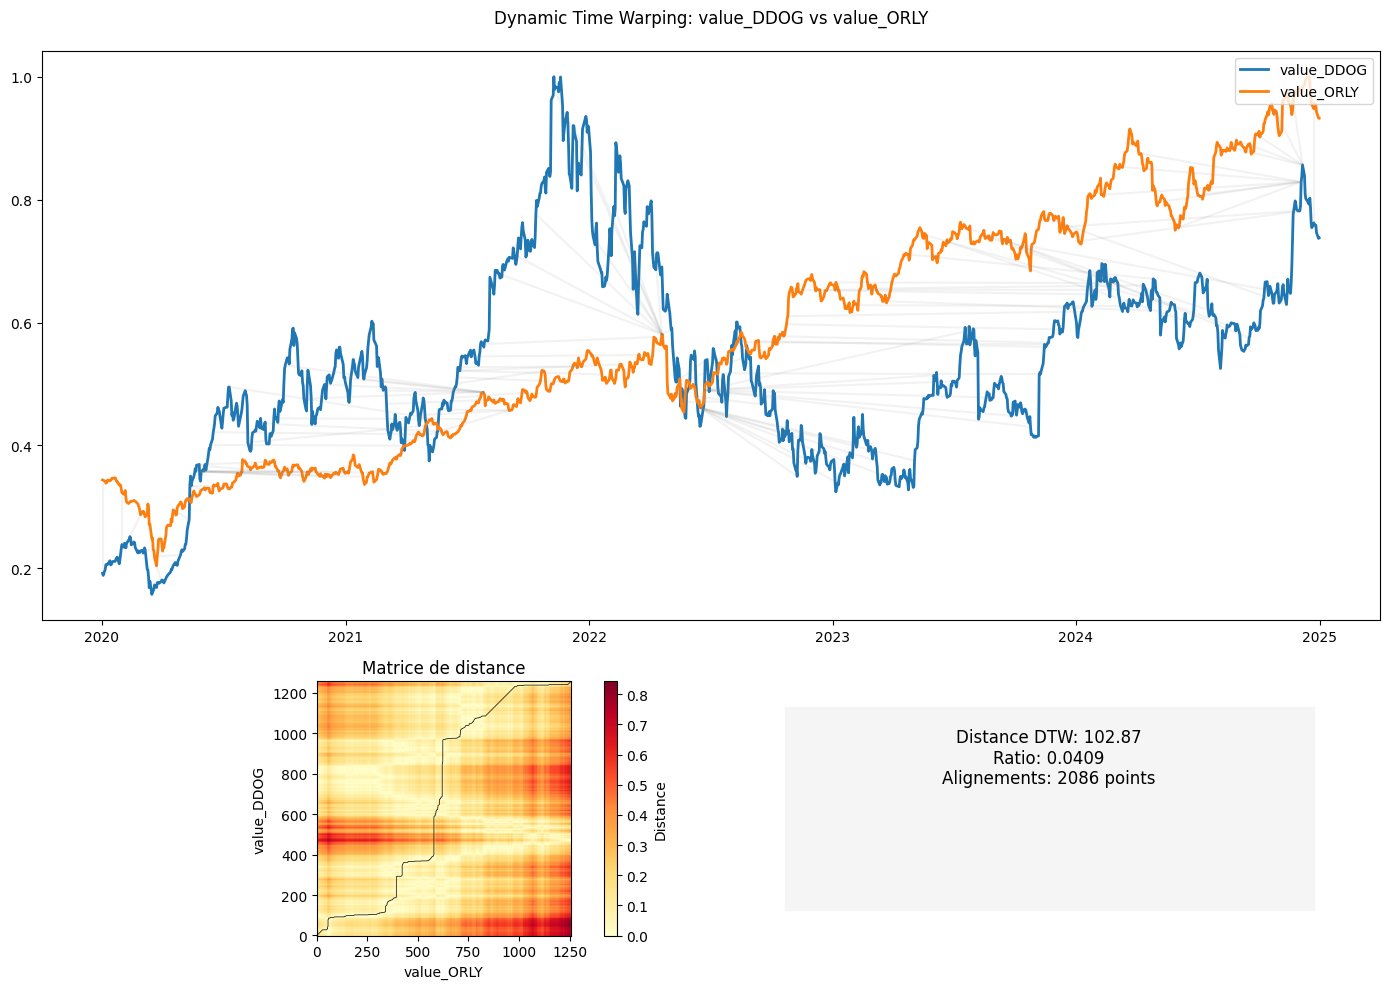 Dynamic Time Warping: value_DDOG vs value_ORLY
1.0
0.8
0.6
0.4
0.2
value_DDOG
value_ORLY
2020 2021 2022 2023 2024 2025
Matrice de distance
value_DDOG
1200
1000
800
600
400
200
0
0 250 500 750 1000 1250
value_ORLY
0.8
0.7
0.6
0.5
0.4
0.3
0.2
0.1
0.0
Distance
Distance DTW: 102.87
Ratio: 0.0409
Alignements: 2086 points